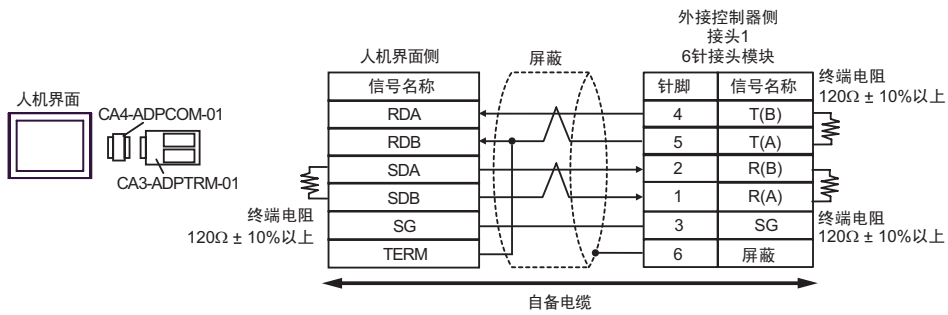 外接控制器侧
接头1
6针接头模块
人机界面侧
屏蔽
人机界面
CA4-ADPCOM-01
CA3-ADPTRM-01
信号名称
RDA
RDB
SDA
SDB
SG
TERM
针脚 信号名称
4 T(B)
5 T(A)
2 R(B)
1 R(A)
3 SG
6 屏蔽
终端电阻
120Ω ± 10%以上
终端电阻
120Ω ± 10%以上
终端电阻
120Ω ± 10%以上
自备电缆